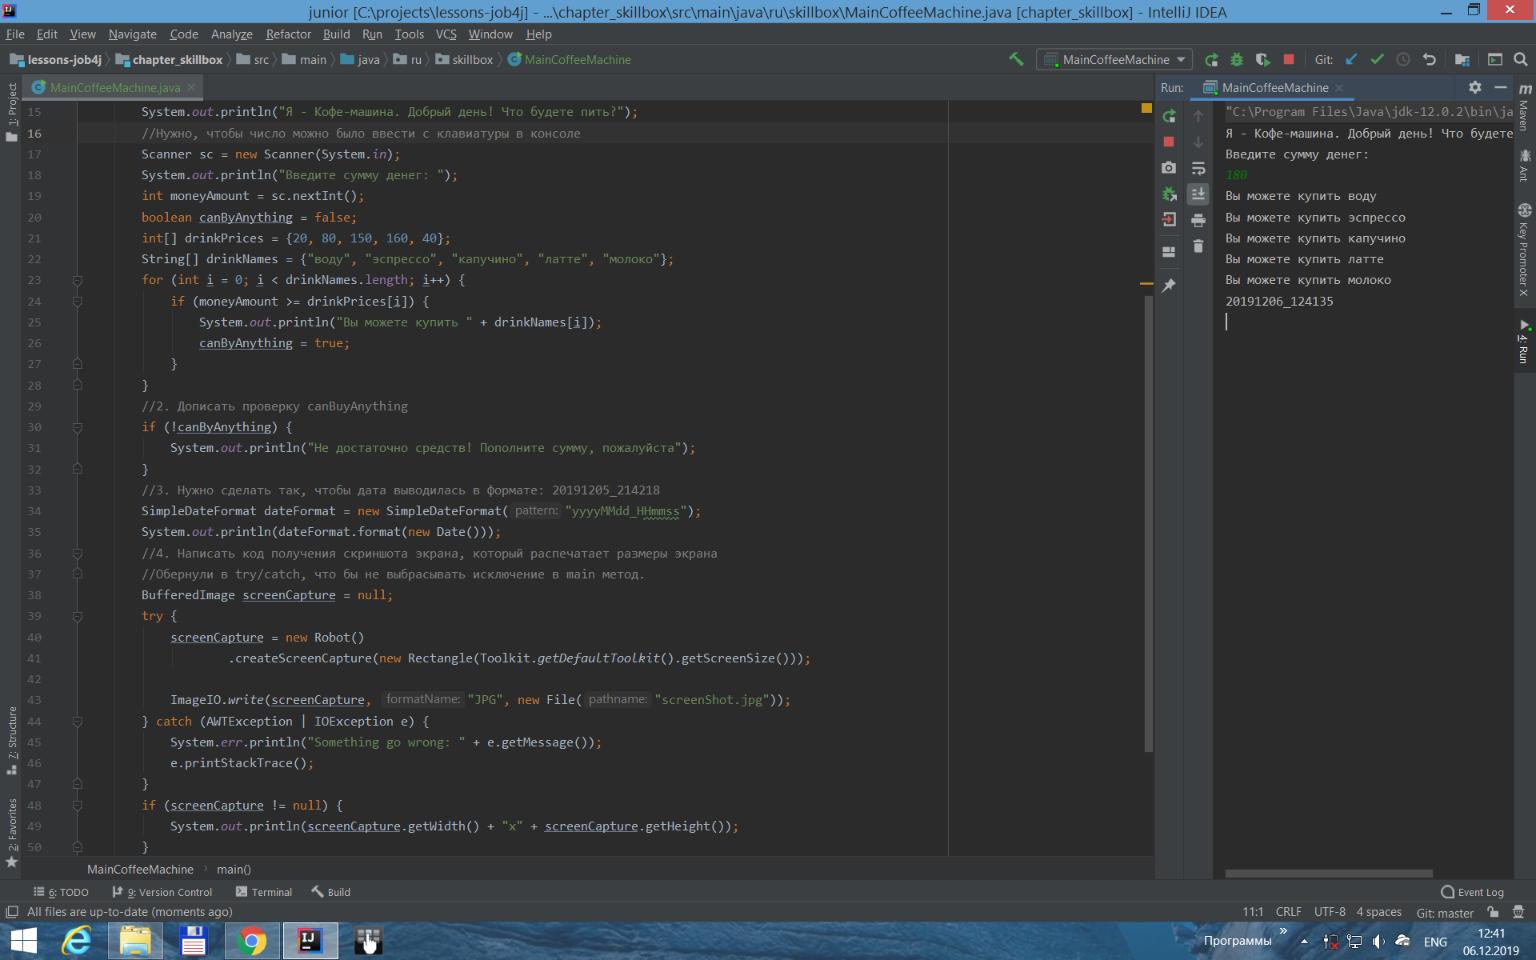 junior [C:\projects\lessons-job4j] - ...\chapter_skillbox\src\main\java\ru\skillbox\MainCoffeeMachine.java [chapter_skillbox] - IntelliJ IDEA
File Edit View Navigate Code Analyze Refactor Build Run Tools VCS Window Help
lessons-job4j chapter_skillbox src main java ru skillbox MainCoffeeMachine MainCoffeeMachine Git:
1: Project
MainCoffeeMachine.java
15 System.out.println("Я - Кофе-машина. Добрый день! Что будете пить?");
16 //Нужно, чтобы число можно было ввести с клавиатуры в консоле
17 Scanner sc = new Scanner(System.in);
18 System.out.println("Введите сумму денег: ");
19 int moneyAmount = sc.nextInt();
20 boolean canByAnything = false;
21 int[] drinkPrices = {20, 80, 150, 160, 40};
22 String[] drinkNames = {"воду", "эспрессо", "капучино", "латте", "молоко"};
23 for (int i = 0; i < drinkNames.length; i++) {
24 if (moneyAmount >= drinkPrices[i]) {
25 System.out.println("Вы можете купить " + drinkNames[i]);
26 canByAnything = true;
27 }
28 }
29 //2. Дописать проверку canBuyAnything
30 if (!canByAnything) {
31 System.out.println("Не достаточно средств! Пополните сумму, пожалуйста");
32 }
33 //3. Нужно сделать так, чтобы дата выводилась в формате: 20191205_214218
34 SimpleDateFormat dateFormat = new SimpleDateFormat( pattern: "yyyyMMdd_HHmmss");
35 System.out.println(dateFormat.format(new Date()));
36 //4. Написать код получения скриншота экрана, который распечатает размеры экрана
37 //Обернули в try/catch, что бы не выбрасывать исключение в main метод.
38 BufferedImage screenCapture = null;
39 try {
40 screenCapture = new Robot()
41 .createScreenCapture(new Rectangle(Toolkit.getDefaultToolkit().getScreenSize()));
42
43 ImageIO.write(screenCapture, formatName: "JPG", new File( pathname: "screenShot.jpg"));
44 } catch (AWTException | IOException e) {
45 System.err.println("Something go wrong: " + e.getMessage());
46 e.printStackTrace();
47 }
48 if (screenCapture != null) {
49 System.out.println(screenCapture.getWidth() + "x" + screenCapture.getHeight());
50 }
Run: MainCoffeeMachine
"C:\Program Files\Java\jdk-12.0.2\bin\ja
Я - Кофе-машина. Добрый день! Что будете
Введите сумму денег:
180
Вы можете купить воду
Вы можете купить эспрессо
Вы можете купить капучино
Вы можете купить латте
Вы можете купить молоко
20191206_124135
Maven
Ant
Key Promoter X
4: Run
Z: Structure
2: Favorites
MainCoffeeMachine main()
6: TODO 9: Version Control Terminal Build Event Log
All files are up-to-date (moments ago) 11:1 CRLF UTF-8 4 spaces Git: master
Программы ENG 12:41
06.12.2019